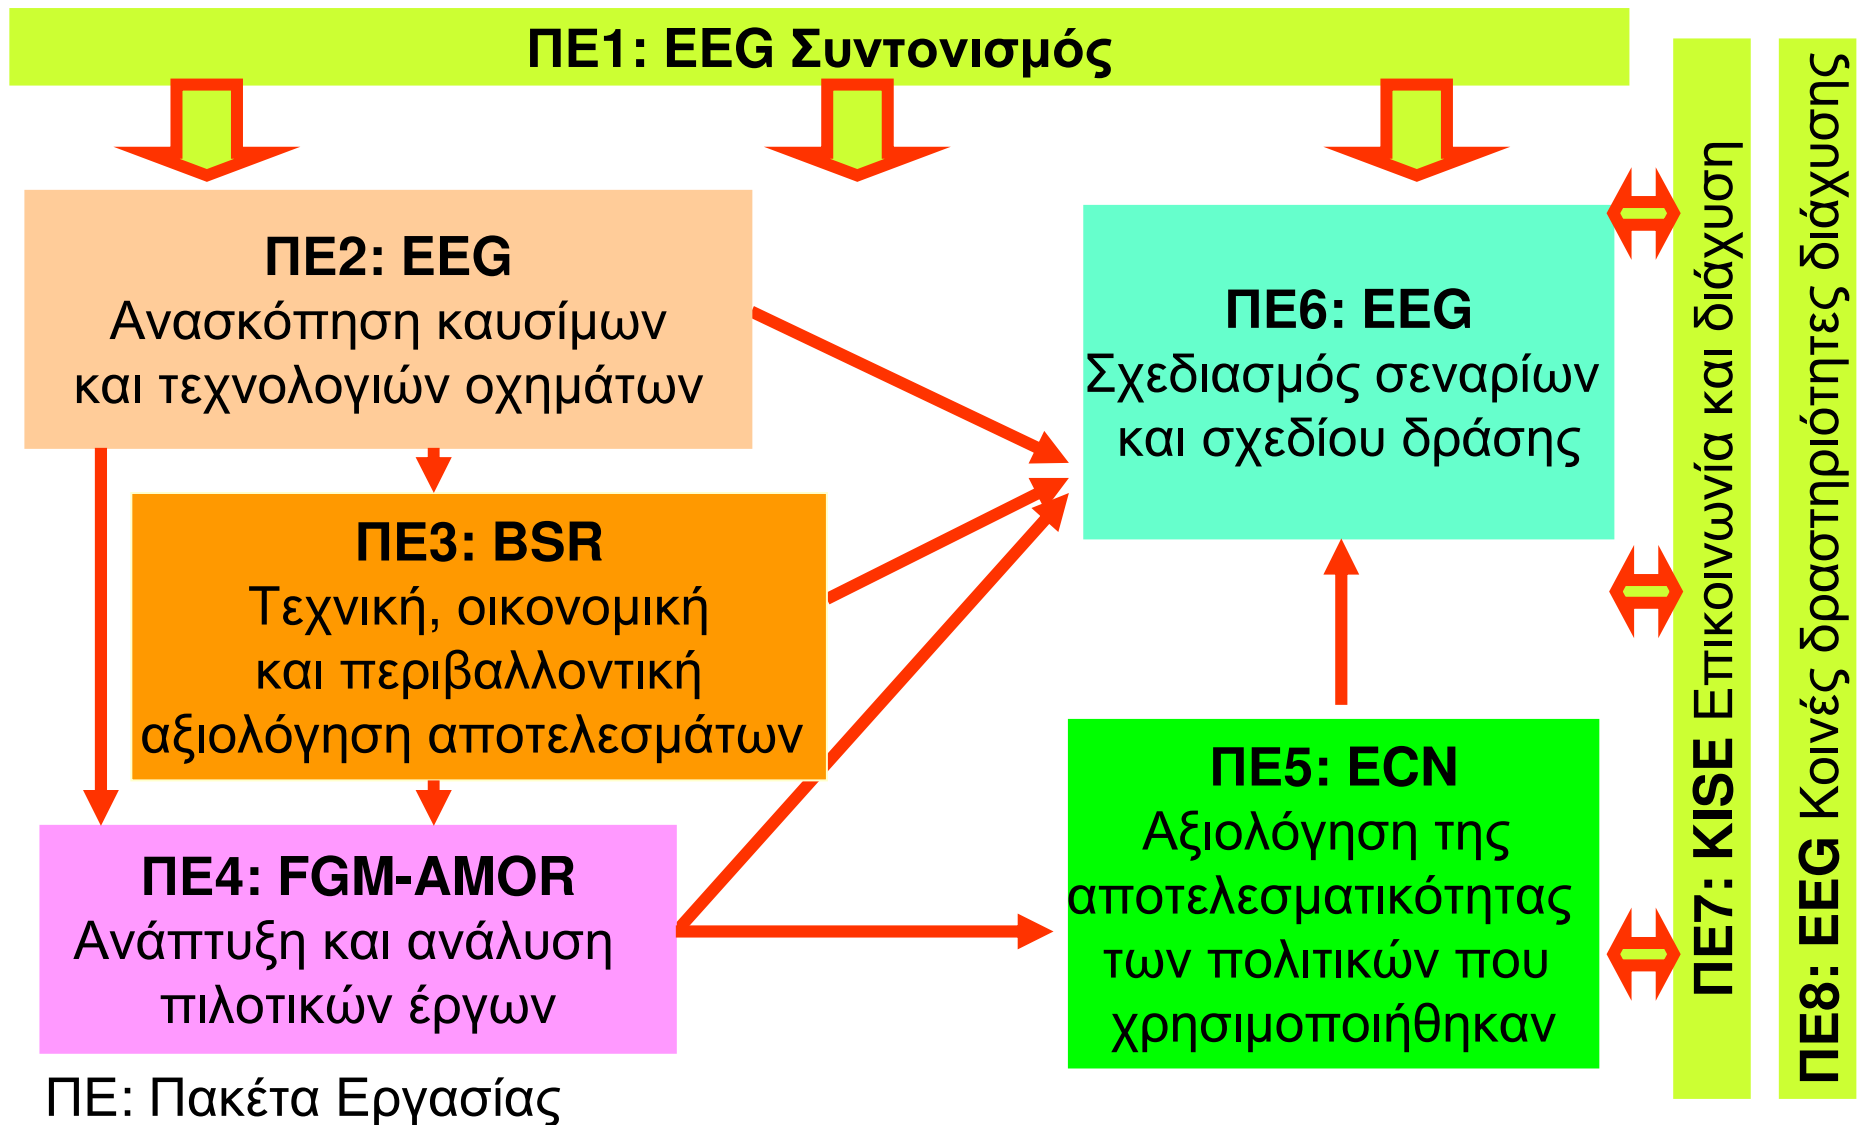 ΠΕ1: EEG Συντονισμός
ΠΕ2: EEG
Ανασκόπηση καυσίμων
και τεχνολογιών οχημάτων
ΠΕ3: BSR
Τεχνική, οικονομική
και περιβαλλοντική
αξιολόγηση αποτελεσμάτων
ΠΕ4: FGM-AMOR
Ανάπτυξη και ανάλυση
πιλοτικών έργων
ΠΕ6: EEG
Σχεδιασμός σεναρίων
και σχεδίου δράσης
ΠΕ5: ECN
Αξιολόγηση της
αποτελεσματικότητας
των πολιτικών που
χρησιμοποιήθηκαν
ΠΕ7: KISE Επικοινωνία και διάχυση
ΠΕ8: EEG Κοινές δραστηριότητες διάχυσης
ΠΕ: Πακέτα Εργασίας